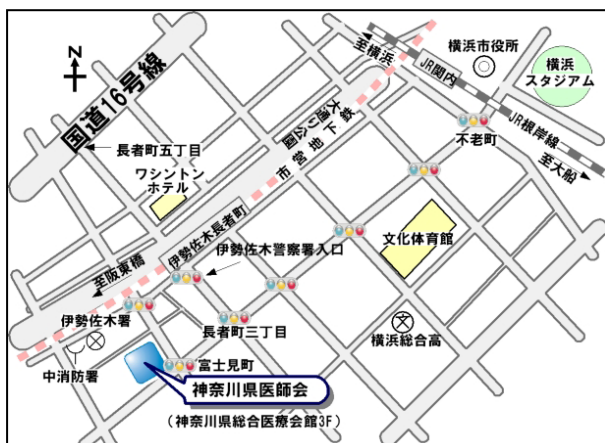 N
国道16号線
至横浜
JR関内
横浜市役所
横浜
スタジアム
大通り公園
市営地下鉄
不老町
JR根岸線
至大船
長者町五丁目
ワシントン
ホテル
伊勢佐木長者町
至阪東橋
伊勢佐木警察署入口
文化体育館
伊勢佐木署
長者町三丁目
横浜総合高
中消防署
富士見町
神奈川県医師会
（神奈川県総合医療会館3F）